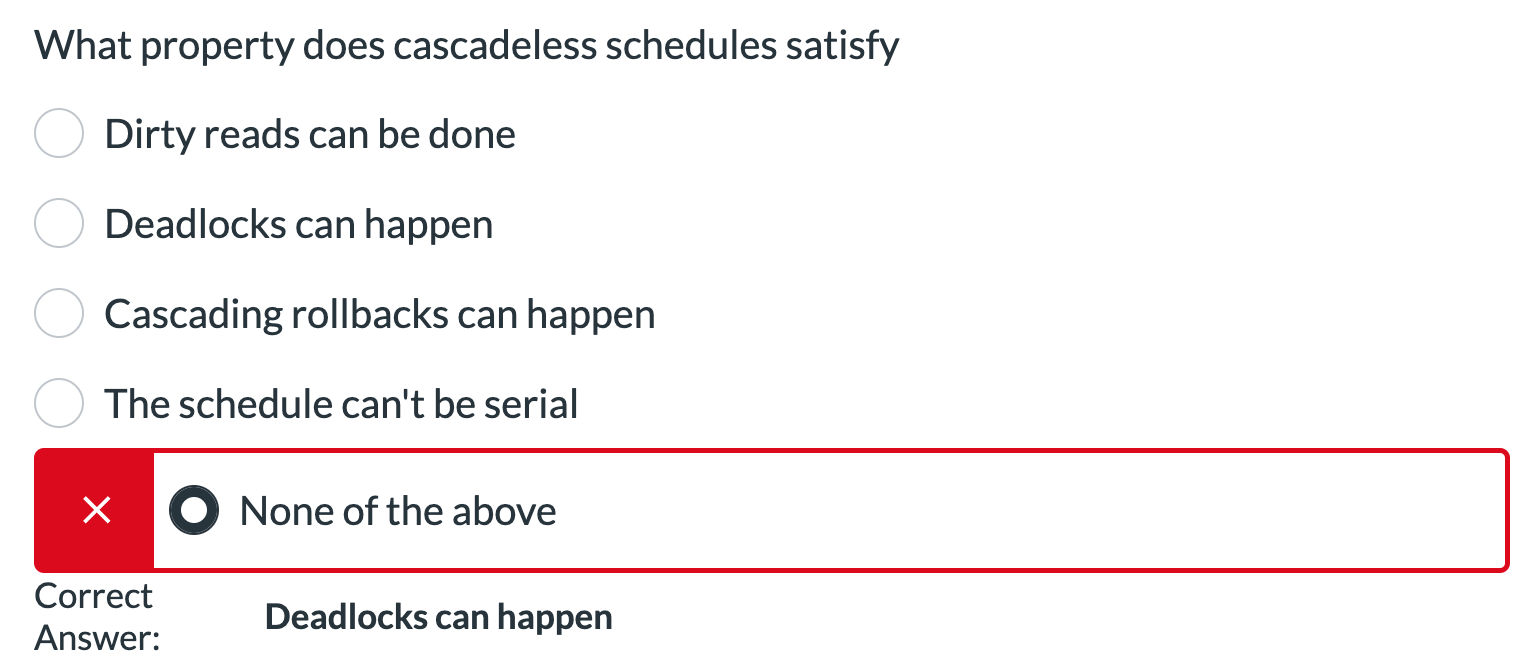 What property does cascadeless schedules satisfy
Dirty reads can be done
Deadlocks can happen
Cascading rollbacks can happen
The schedule can't be serial
None of the above
Correct
Answer:
Deadlocks can happen